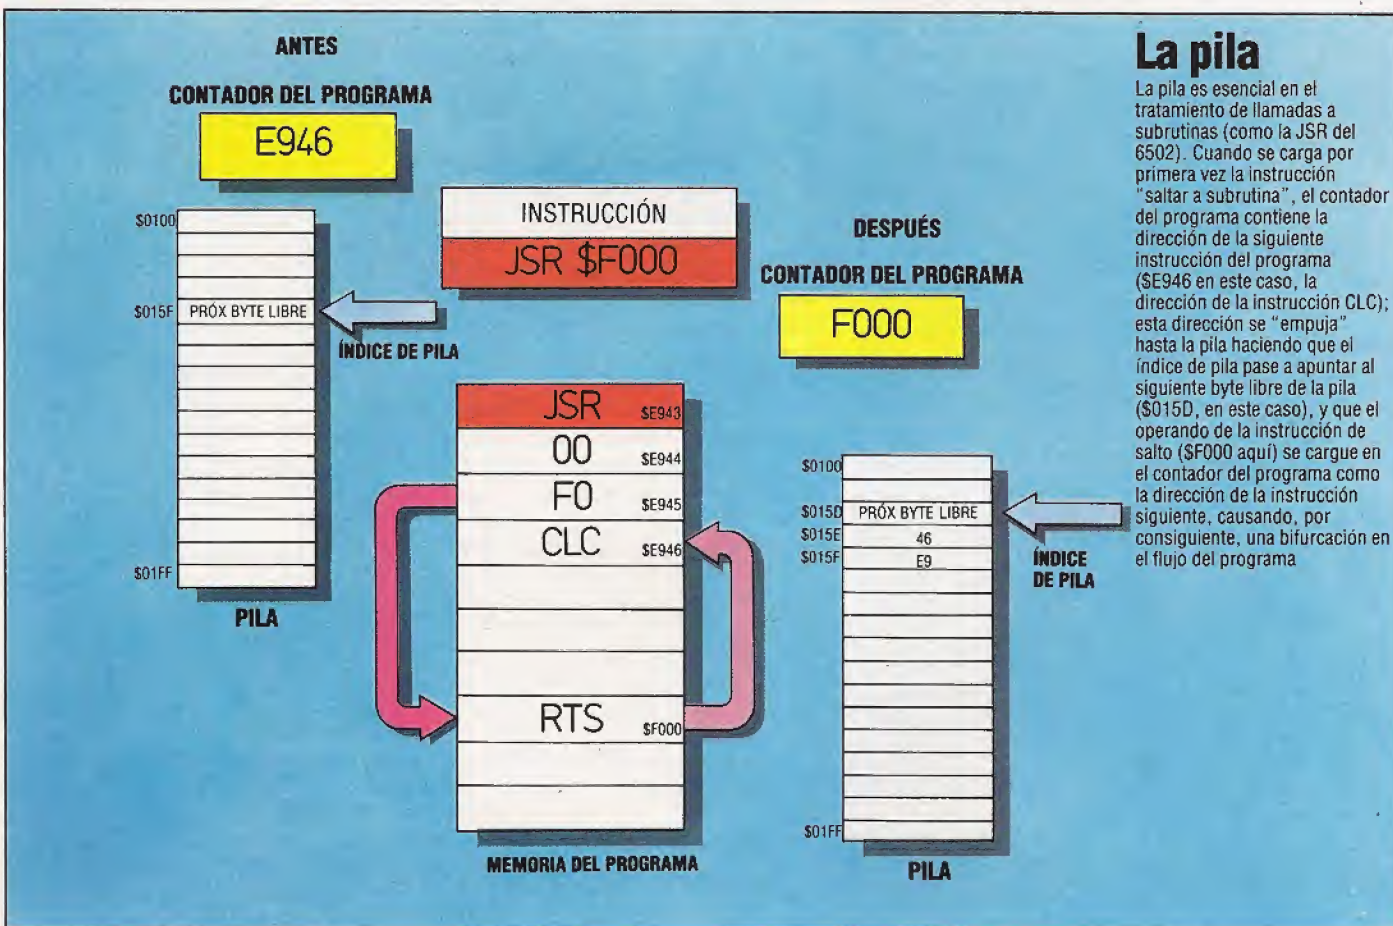 ANTES
CONTADOR DEL PROGRAMA
E946
$0100
$015F
PRÓX BYTE LIBRE
ÍNDICE DE PILA
$01FF
PILA
INSTRUCCIÓN
JSR $F000
DESPUÉS
CONTADOR DEL PROGRAMA
F000
JSR $E943
00 $E944
F0 $E945
CLC $E946
RTS $F000
MEMORIA DEL PROGRAMA
$0100
$015D PRÓX BYTE LIBRE
$015E 46
$015F E9
ÍNDICE
DE PILA
$01FF
PILA
La pila
La pila es esencial en el
tratamiento de llamadas a
subrutinas (como la JSR del
6502). Cuando se carga por
primera vez la instrucción
"saltar a subrutina", el contador
del programa contiene la
dirección de la siguiente
instrucción del programa
($E946 en este caso, la
dirección de la instrucción CLC);
esta dirección se "empuja"
hasta la pila haciendo que el
índice de pila pase a apuntar al
siguiente byte libre de la pila
($015D, en este caso), y que el
operando de la instrucción de
salto ($F000 aquí) se cargue en
el contador del programa como
la dirección de la instrucción
siguiente, causando, por
consiguiente, una bifurcación en
el flujo del programa